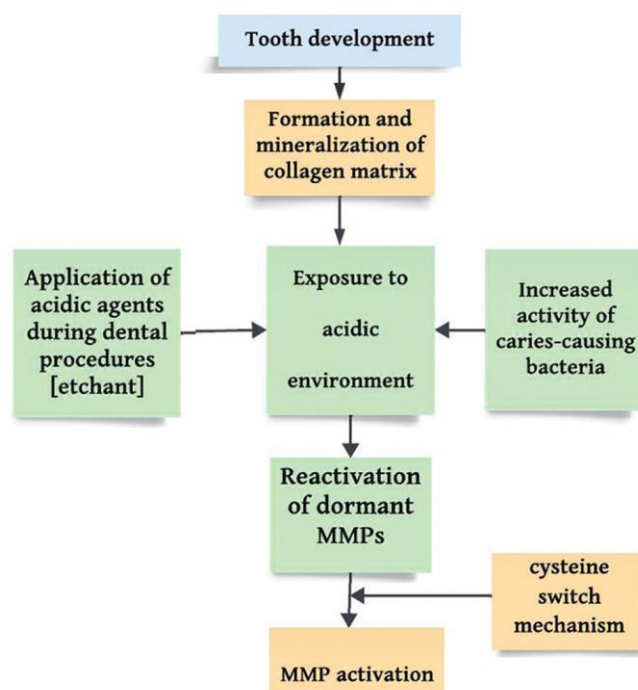 Tooth development
Formation and
mineralization of
collagen matrix
Application of
acidic agents
during dental
procedures
[etchant]
Exposure to
acidic
environment
Increased
activity of
caries-causing
bacteria
Reactivation
of dormant
MMPs
cysteine
switch
mechanism
MMP activation